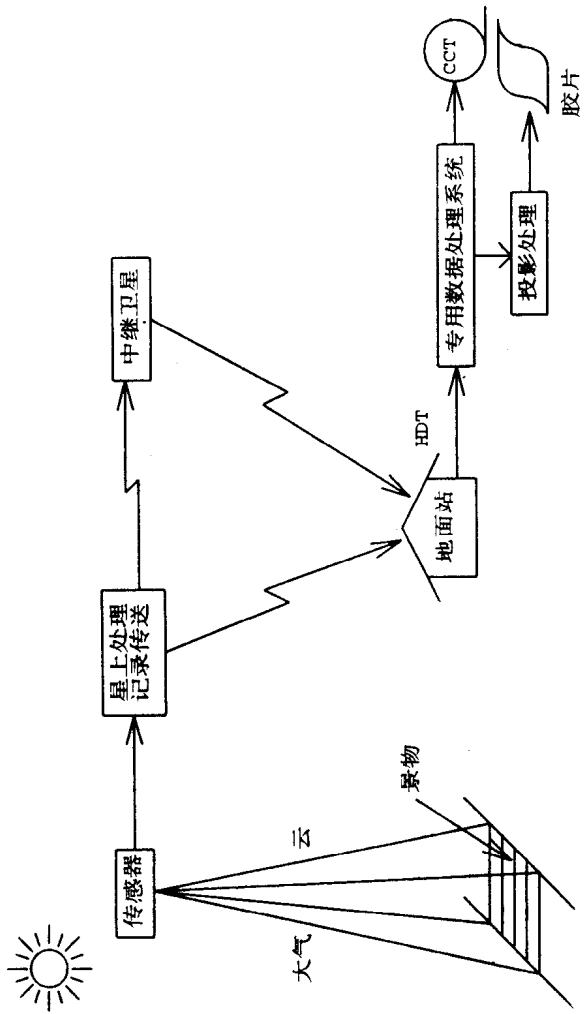 传感器
星上处理
记录传送
中继卫星
大气
云
景物
地面站
HDT
专用数据处理系统
CCT
投影处理
胶片